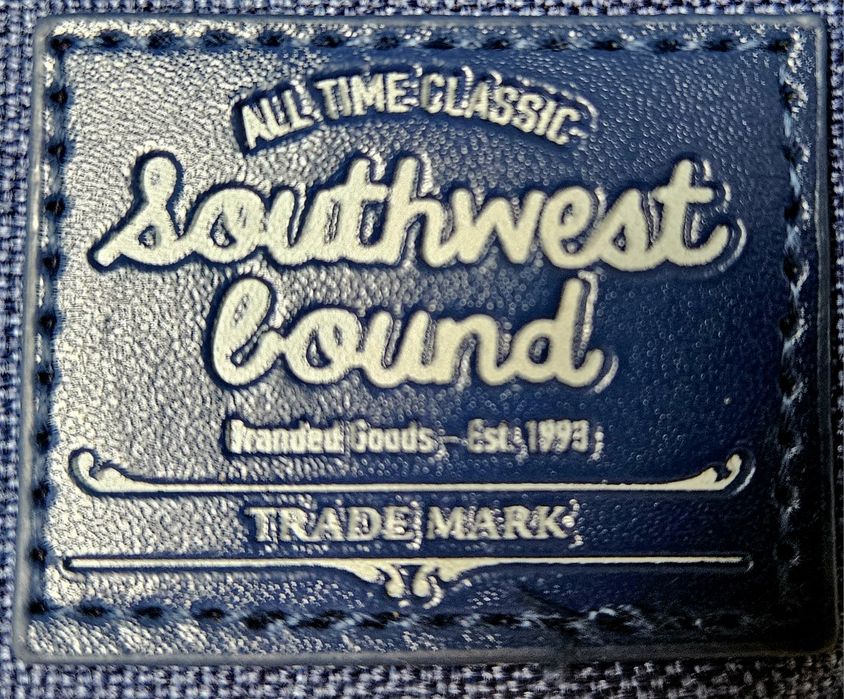 ALL TIME CLASSIC
Southwest
bound
Branded Goods - Est. 1993
TRADE MARK